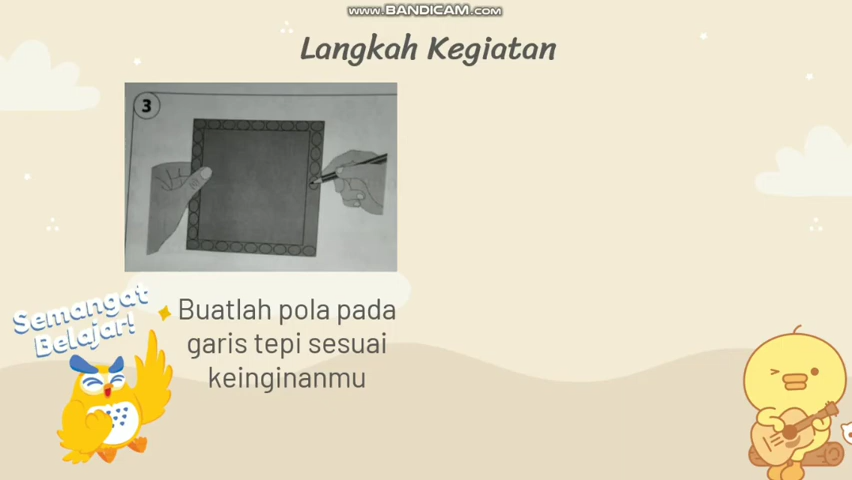 WWW.BANDICAM.COM
Langkah Kegiatan
3
Buatlah pola pada
garis tepi sesuai
keinginanmu
Semangat
Belajar!